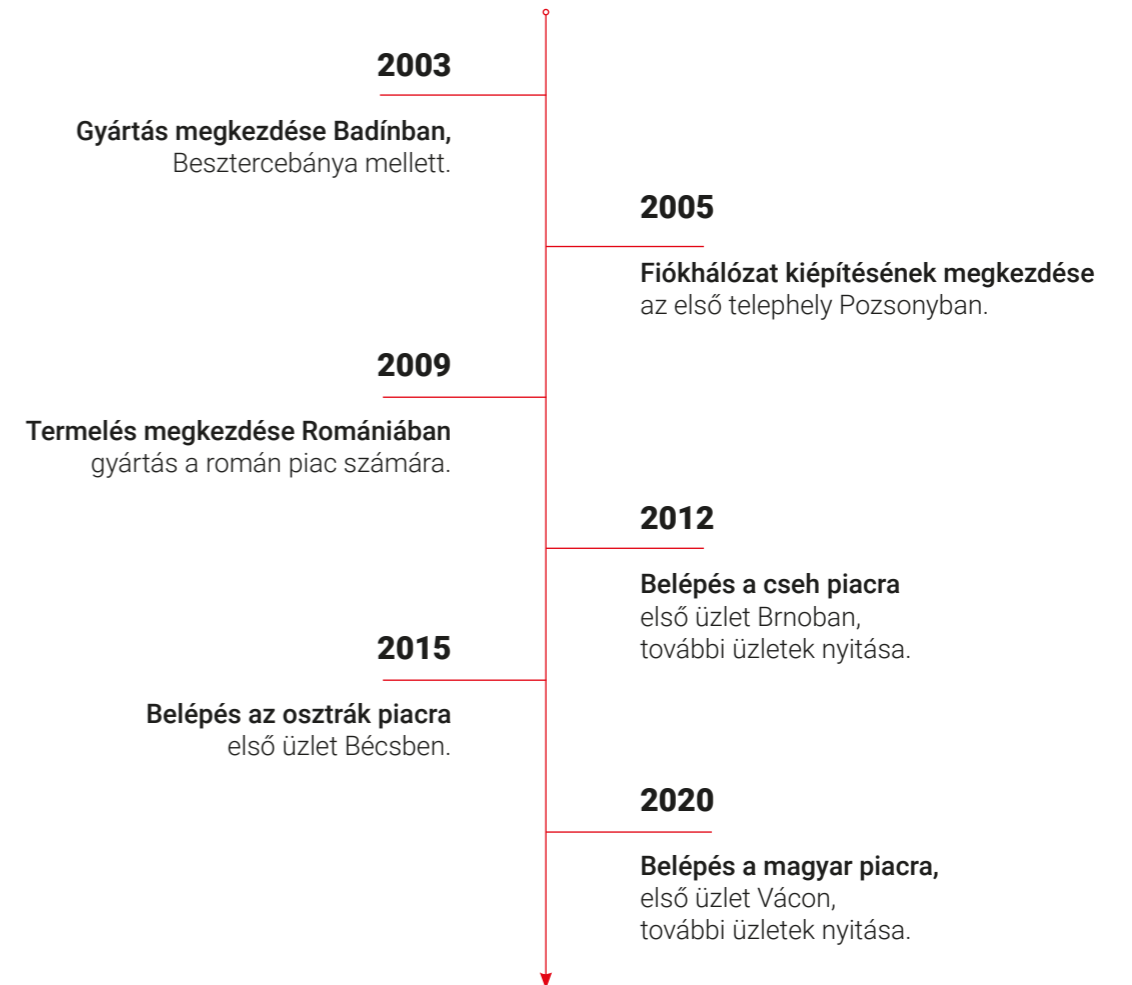 2003
Gyártás megkezdése Badínban,
Besztercebánya mellett.
2005
Fiókhálózat kiépítésének megkezdése
az első telephely Pozsonyban.
2009
Termelés megkezdése Romániában
gyártás a román piac számára.
2012
Belépés a cseh piacra
első üzlet Brnoban,
további üzletek nyitása.
2015
Belépés az osztrák piacra
első üzlet Bécsben.
2020
Belépés a magyar piacra,
első üzlet Vácon,
további üzletek nyitása.